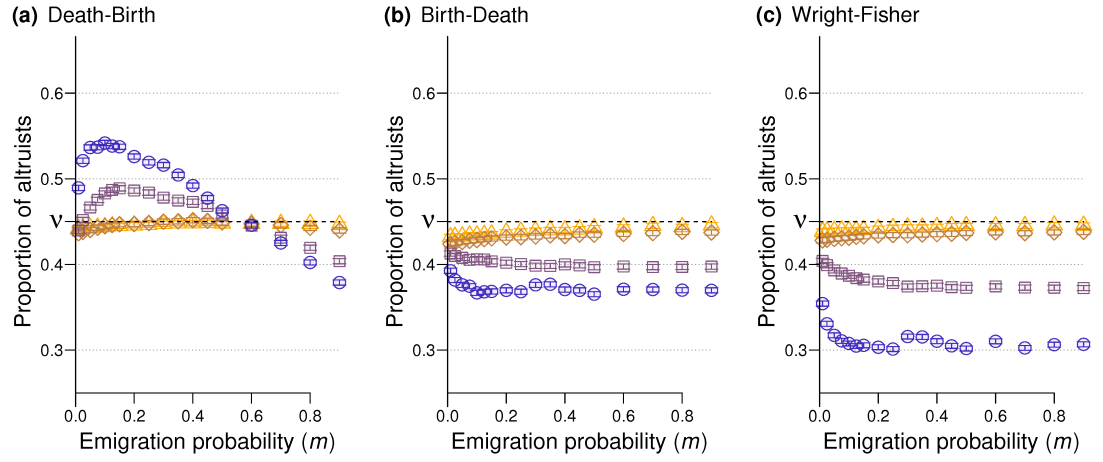 (a) Death-Birth
Proportion of altruists
0.6
0.5
ν
0.4
0.3
0.0 0.2 0.4 0.6 0.8
Emigration probability (m)
(b) Birth-Death
Proportion of altruists
0.6
0.5
ν
0.4
0.3
0.0 0.2 0.4 0.6 0.8
Emigration probability (m)
(c) Wright-Fisher
Proportion of altruists
0.6
0.5
ν
0.4
0.3
0.0 0.2 0.4 0.6 0.8
Emigration probability (m)